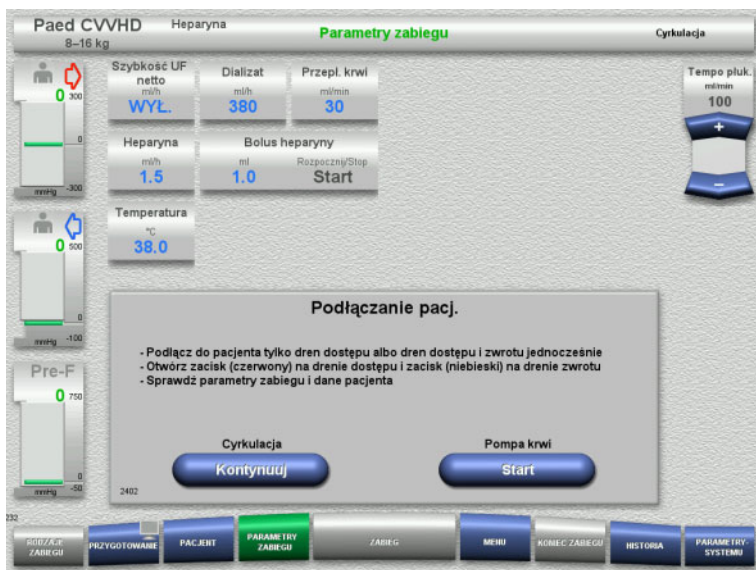 Paed CVVHD Heparyna Parametry zabiegu Cyrkulacja
8–16 kg
Szybkość UF netto
ml/h
WYŁ.
Dializat
ml/h
380
Przepł. krwi
ml/min
30
Tempo płuk.
ml/min
100
+
–
0 300
0
mmHg -300
Heparyna
ml/h
1.5
Bolus heparyny
ml Rozpocznij/Stop
1.0 Start
Temperatura
°C
38.0
0 500
0
mmHg -100
Pre-F
0 750
0
mmHg -50
Podłączanie pacj.
- Podłącz do pacjenta tylko dren dostępu albo dren dostępu i zwrotu jednocześnie
- Otwórz zacisk (czerwony) na drenie dostępu i zacisk (niebieski) na drenie zwrotu
- Sprawdź parametry zabiegu i dane pacjenta
Cyrkulacja Pompa krwi
Kontynuuj Start
2402
232
RODZAJE ZABIEGU
PRZYGOTOWANIE
PACJENT
PARAMETRY ZABIEGU
ZABIEG
MENU
KONIEC ZABIEGU
HISTORIA
PARAMETRY-SYSTEMU